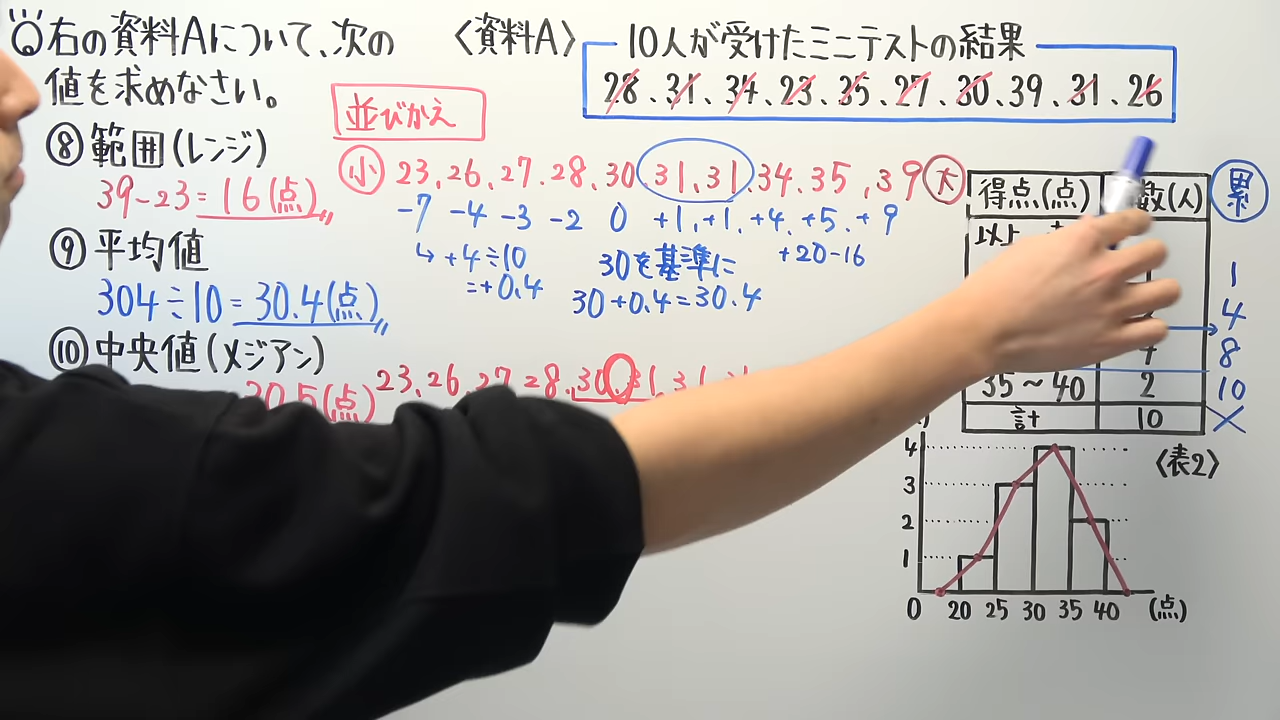 右の資料Aについて、次の
値を求めなさい。
〈資料A〉
10人が受けたミニテストの結果
28、31、34、23、35、27、30、39、31、26
並びかえ
⑧ 範囲(レンジ)
39-23=16(点)
小 23、26、27、28、30、31、31、34、35、39 大
-7 -4 -3 -2 0 +1、+1、+4、+5、+9
↳ +4÷10
=+0.4
30を基準に
30+0.4=30.4
+20-16
⑨ 平均値
304÷10=30.4(点)
⑩ 中央値(メジアン)
30.5(点)
23、26、27、28、30、31、31
得点(点) 数(人) 累
以上
1
4
8
35～40 2 10
計 10 ×
〈表2〉
4
3
2
1
0 20 25 30 35 40 (点)